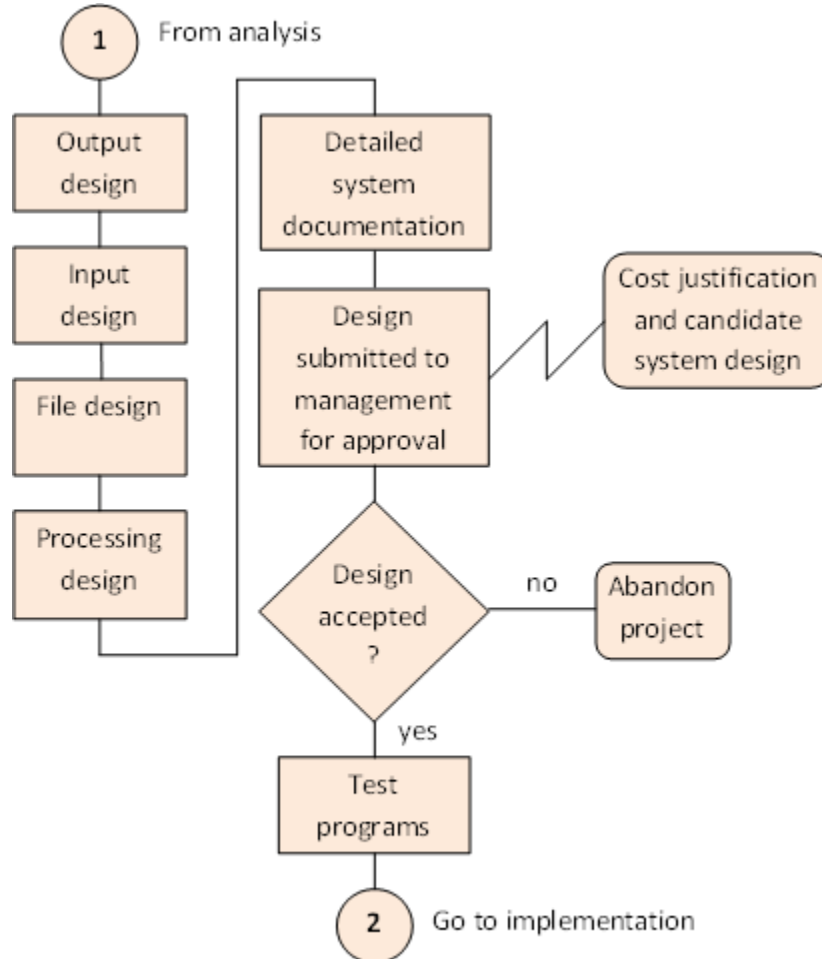 1
From analysis
Output
design
Input
design
File design
Processing
design
Detailed
system
documentation
Design
submitted to
management
for approval
Cost justification
and candidate
system design
Design
accepted
?
no
Abandon
project
yes
Test
programs
2
Go to implementation